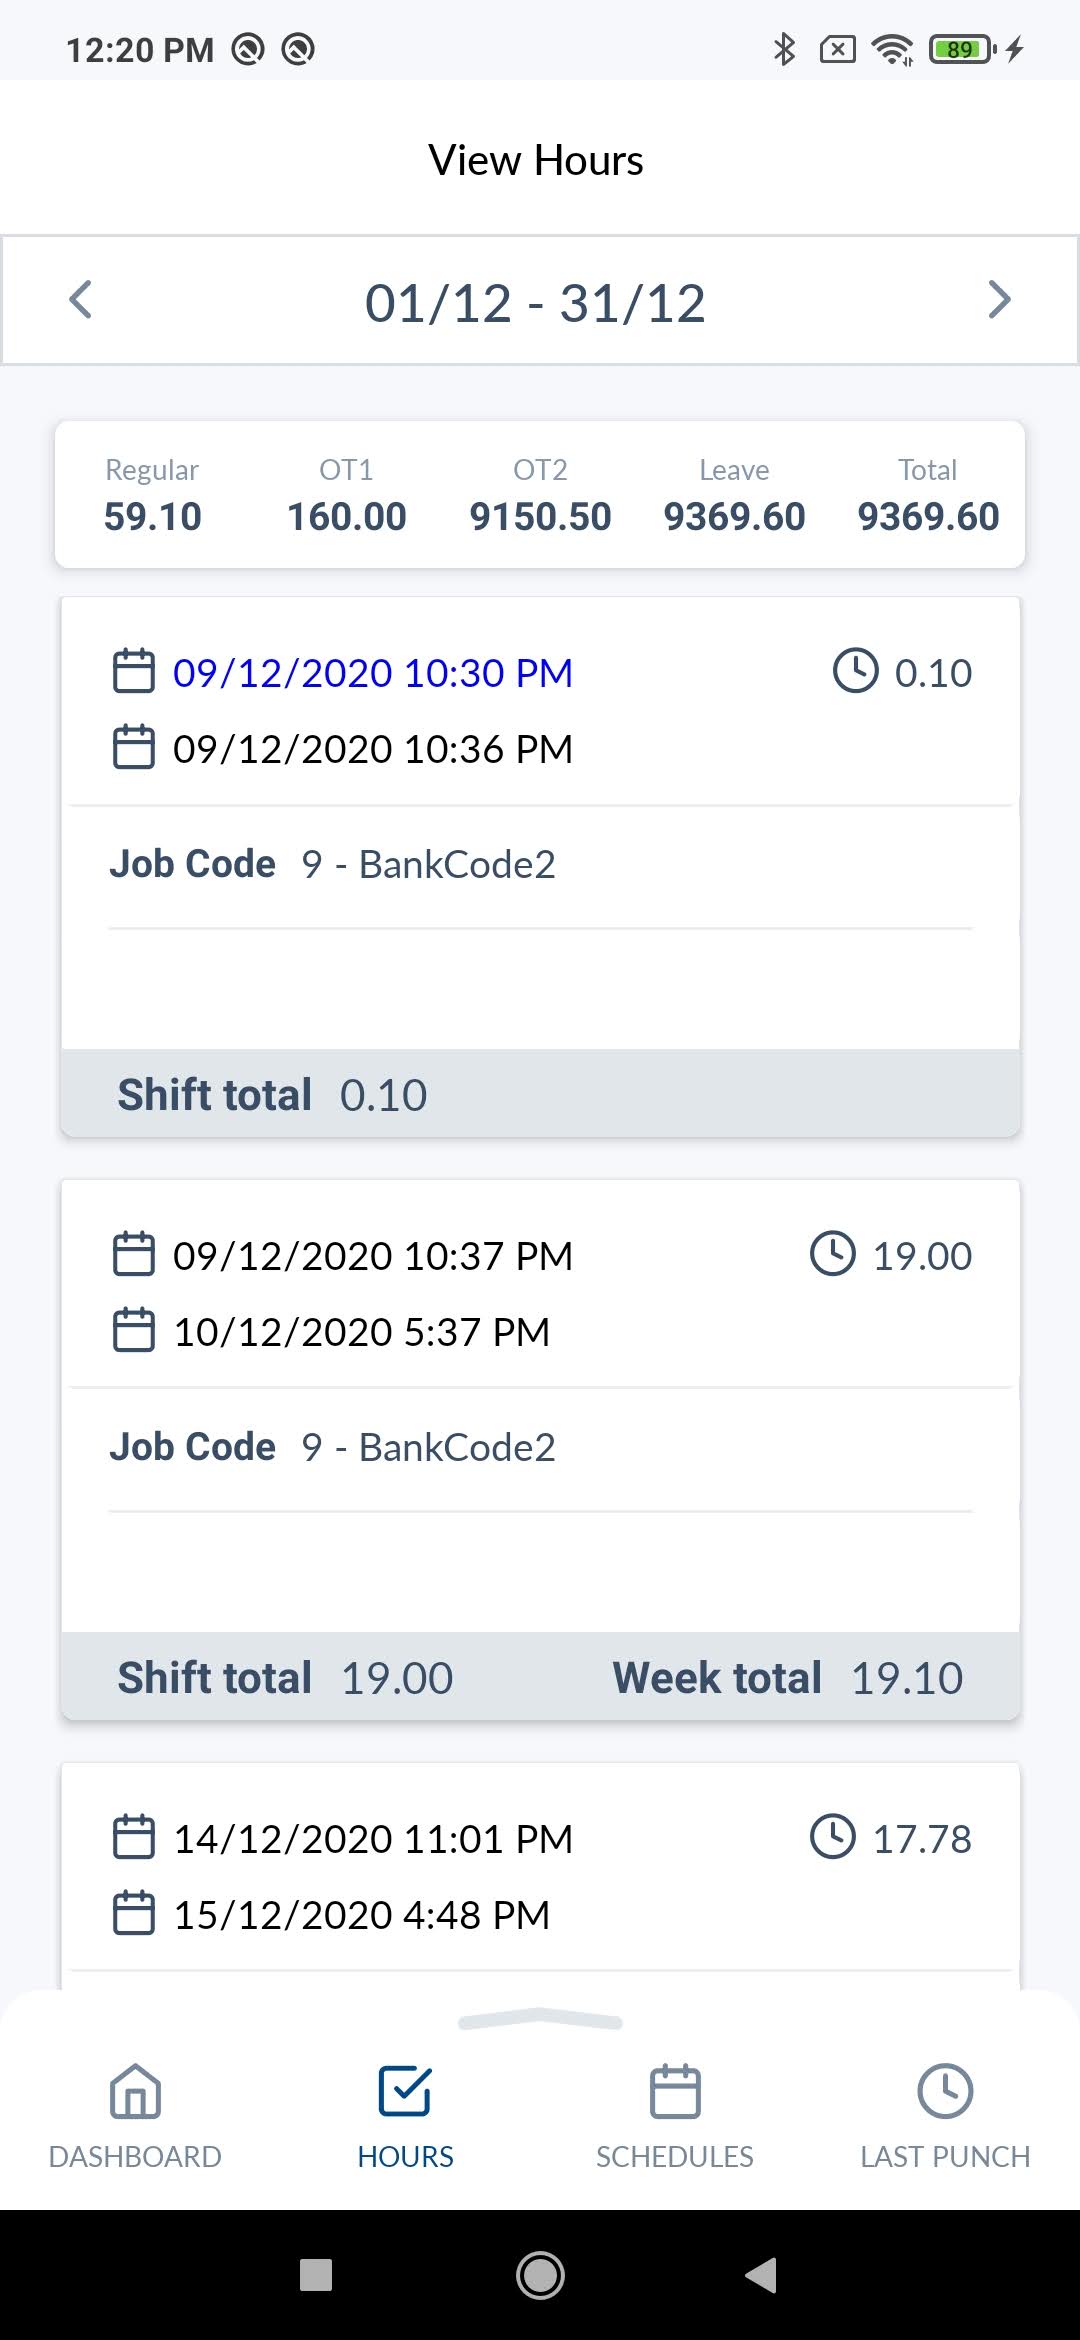 12:20 PM
89
View Hours
01/12 - 31/12
Regular OT1 OT2 Leave Total
59.10 160.00 9150.50 9369.60 9369.60
09/12/2020 10:30 PM 0.10
09/12/2020 10:36 PM
Job Code 9 - BankCode2
Shift total 0.10
09/12/2020 10:37 PM 19.00
10/12/2020 5:37 PM
Job Code 9 - BankCode2
Shift total 19.00 Week total 19.10
14/12/2020 11:01 PM 17.78
15/12/2020 4:48 PM
DASHBOARD HOURS SCHEDULES LAST PUNCH